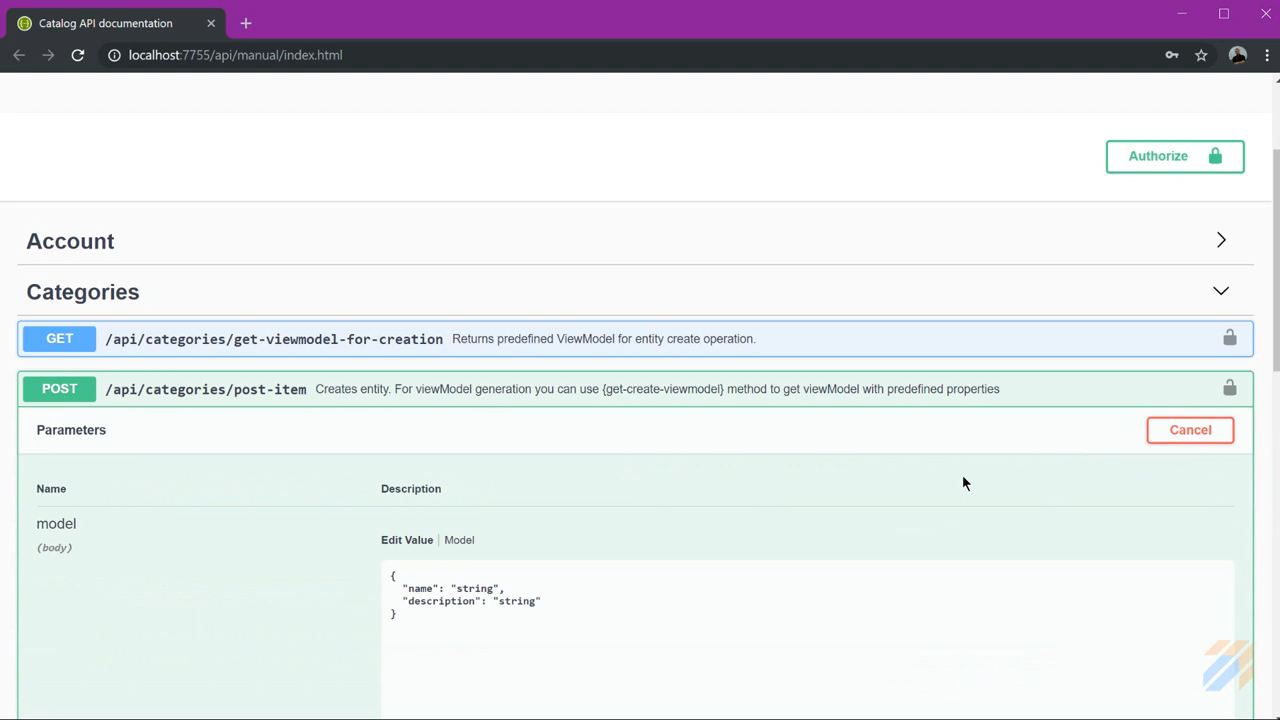 Catalog API documentation
localhost:7755/api/manual/index.html
Authorize
Account
Categories
GET /api/categories/get-viewmodel-for-creation Returns predefined ViewModel for entity create operation.
POST /api/categories/post-item Creates entity. For viewModel generation you can use {get-create-viewmodel} method to get viewModel with predefined properties
Parameters Cancel
Name Description
model
(body)
Edit Value | Model
{
"name": "string",
"description": "string"
}